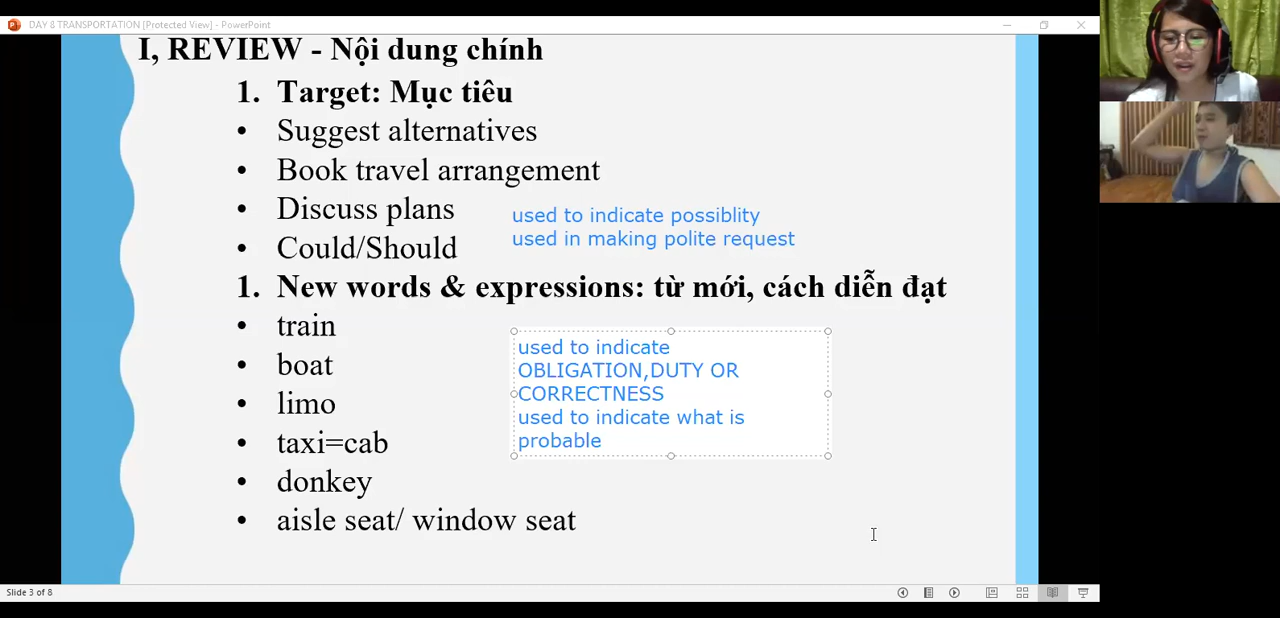 DAY 8 TRANSPORTATION [Protected View] - PowerPoint
I, REVIEW - Nội dung chính
1. Target: Mục tiêu
• Suggest alternatives
• Book travel arrangement
• Discuss plans
• Could/Should
used to indicate possiblity
used in making polite request
1. New words & expressions: từ mới, cách diễn đạt
• train
• boat
• limo
• taxi=cab
• donkey
• aisle seat/ window seat
used to indicate
OBLIGATION,DUTY OR
CORRECTNESS
used to indicate what is
probable
Slide 3 of 8